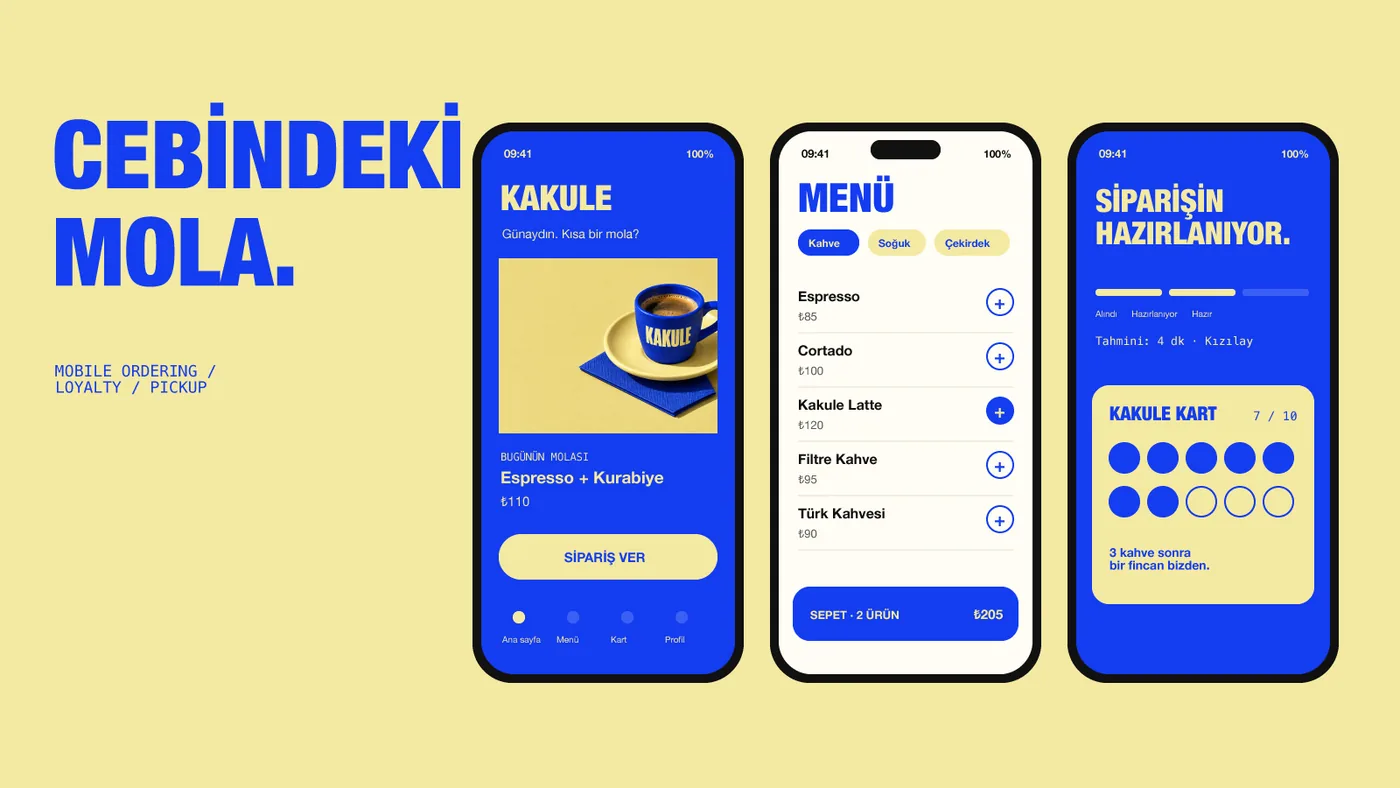 CEBİNDEKİ
MOLA.
MOBILE ORDERING /
LOYALTY / PICKUP
09:41 100%
KAKULE
Günaydın. Kısa bir mola?
KAKULE
BUGÜNÜN MOLASI
Espresso + Kurabiye
₺110
SİPARİŞ VER
Ana sayfa Menü Kart Profil
09:41 100%
MENÜ
Kahve Soğuk Çekirdek
Espresso
₺85
+
Cortado
₺100
+
Kakule Latte
₺120
+
Filtre Kahve
₺95
+
Türk Kahvesi
₺90
+
SEPET · 2 ÜRÜN ₺205
09:41 100%
SİPARİŞİN
HAZIRLANIYOR.
Alındı Hazırlanıyor Hazır
Tahmini: 4 dk · Kızılay
KAKULE KART 7 / 10
3 kahve sonra
bir fincan bizden.